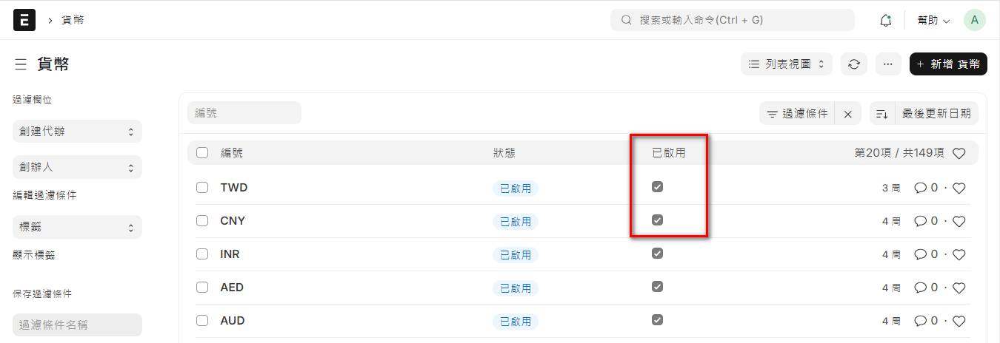 E
貨幣
搜索或輸入命令(Ctrl + G)
幫助
A
貨幣
列表視圖
···
+ 新增 貨幣
過濾欄位
創建代辦
創辦人
編輯過濾條件
標籤
顯示標籤
保存過濾條件
過濾條件名稱
編號
過濾條件
最後更新日期
編號 狀態 已啟用 第20項 / 共149項
TWD 已啟用 3 周 0 ·
CNY 已啟用 4 周 0 ·
INR 已啟用 4 周 0 ·
AED 已啟用 4 周 0 ·
AUD 已啟用 4 周 0 ·